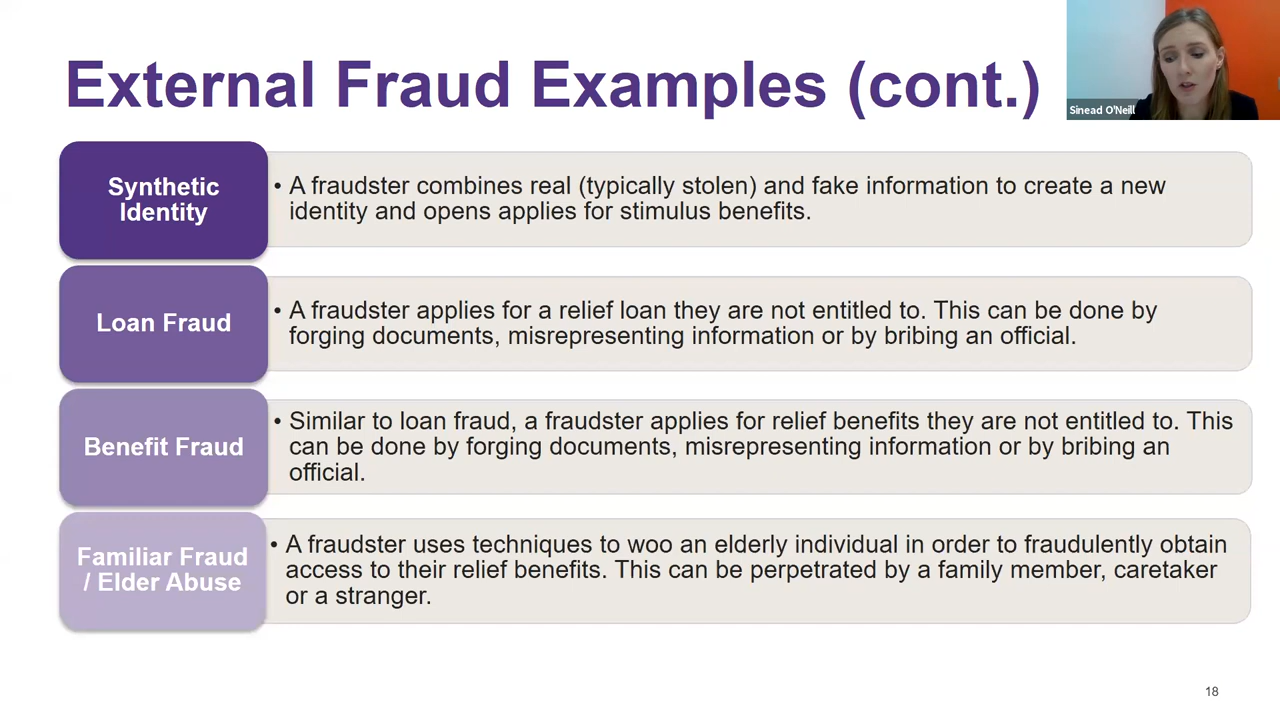 External Fraud Examples (cont.)
Sinead O'Neill
Synthetic
Identity
• A fraudster combines real (typically stolen) and fake information to create a new
identity and opens applies for stimulus benefits.
Loan Fraud
• A fraudster applies for a relief loan they are not entitled to. This can be done by
forging documents, misrepresenting information or by bribing an official.
Benefit Fraud
• Similar to loan fraud, a fraudster applies for relief benefits they are not entitled to. This
can be done by forging documents, misrepresenting information or by bribing an
official.
Familiar Fraud
/ Elder Abuse
• A fraudster uses techniques to woo an elderly individual in order to fraudulently obtain
access to their relief benefits. This can be perpetrated by a family member, caretaker
or a stranger.
18